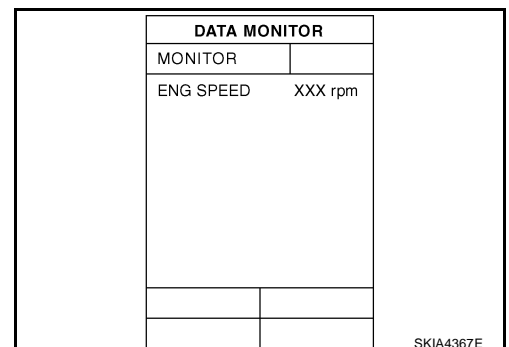 DATA MONITOR
MONITOR
ENG SPEED XXX rpm
SKIA4367E